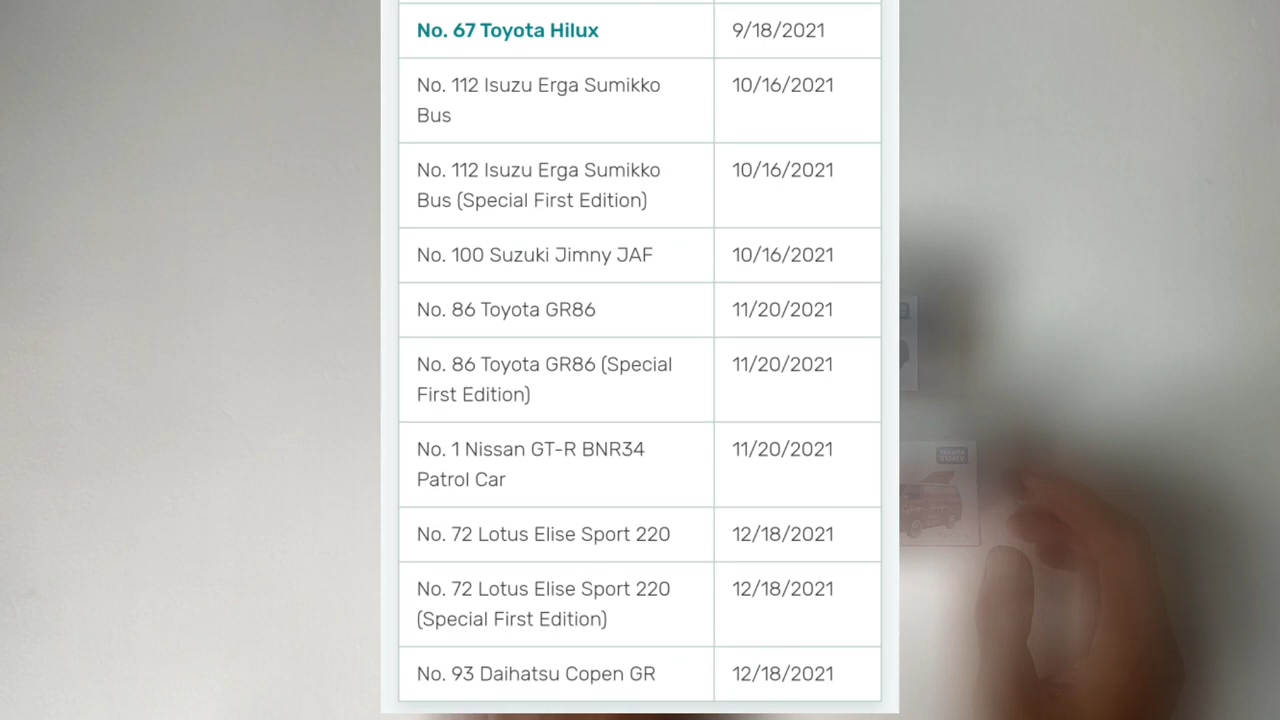 No. 67 Toyota Hilux
9/18/2021
No. 112 Isuzu Erga Sumikko
Bus
10/16/2021
No. 112 Isuzu Erga Sumikko
Bus (Special First Edition)
10/16/2021
No. 100 Suzuki Jimny JAF
10/16/2021
No. 86 Toyota GR86
11/20/2021
No. 86 Toyota GR86 (Special
First Edition)
11/20/2021
No. 1 Nissan GT-R BNR34
Patrol Car
11/20/2021
No. 72 Lotus Elise Sport 220
12/18/2021
No. 72 Lotus Elise Sport 220
(Special First Edition)
12/18/2021
No. 93 Daihatsu Copen GR
12/18/2021